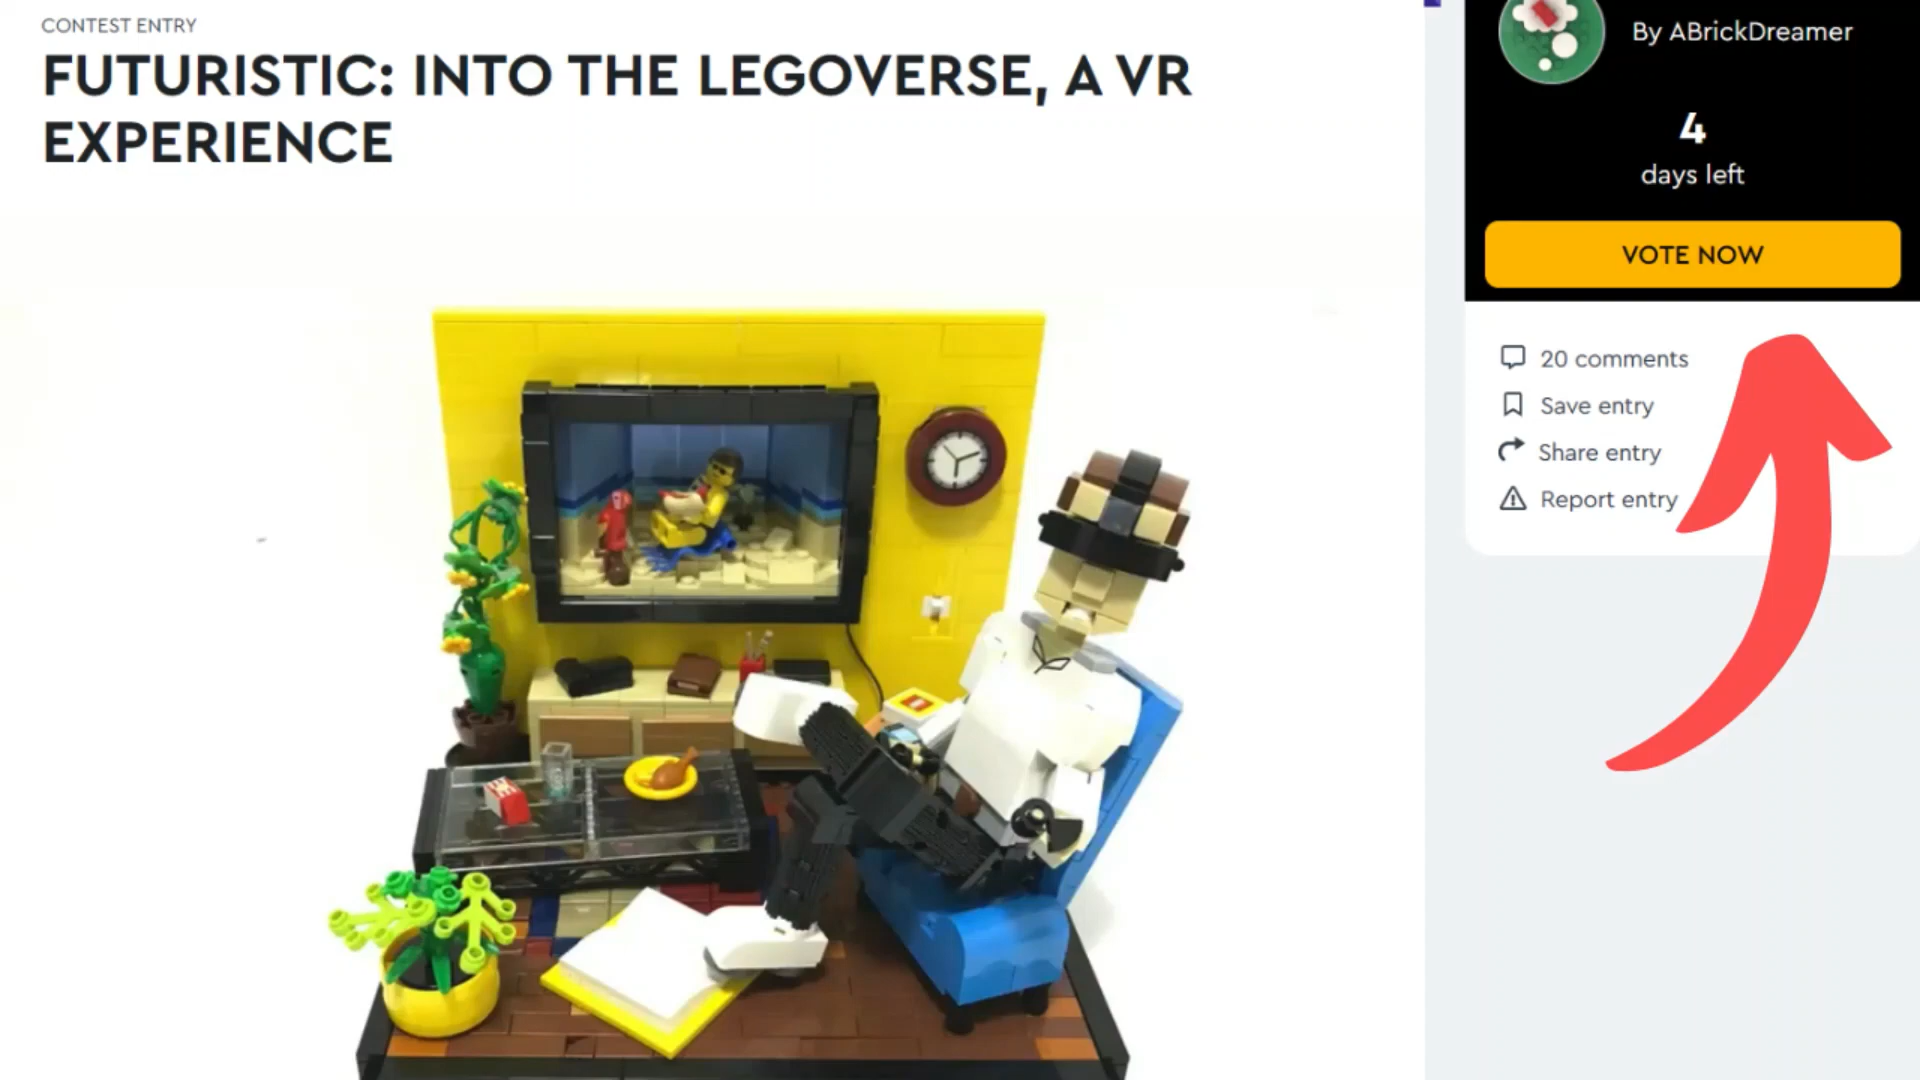 CONTEST ENTRY
FUTURISTIC: INTO THE LEGOVERSE, A VR
EXPERIENCE
By ABrickDreamer
4
days left
VOTE NOW
20 comments
Save entry
Share entry
Report entry